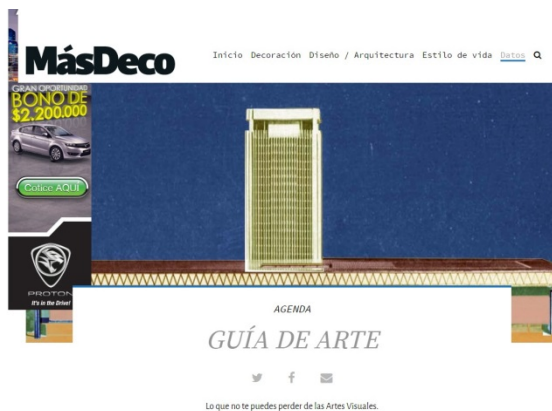 MásDeco
Inicio Decoración Diseño / Arquitectura Estilo de vida Datos
GRAN OPORTUNIDAD
BONO DE
$2.200.000
Cotice AQUI
PROTON
It's in the Drive!
AGENDA
GUÍA DE ARTE
Lo que no te puedes perder de las Artes Visuales.